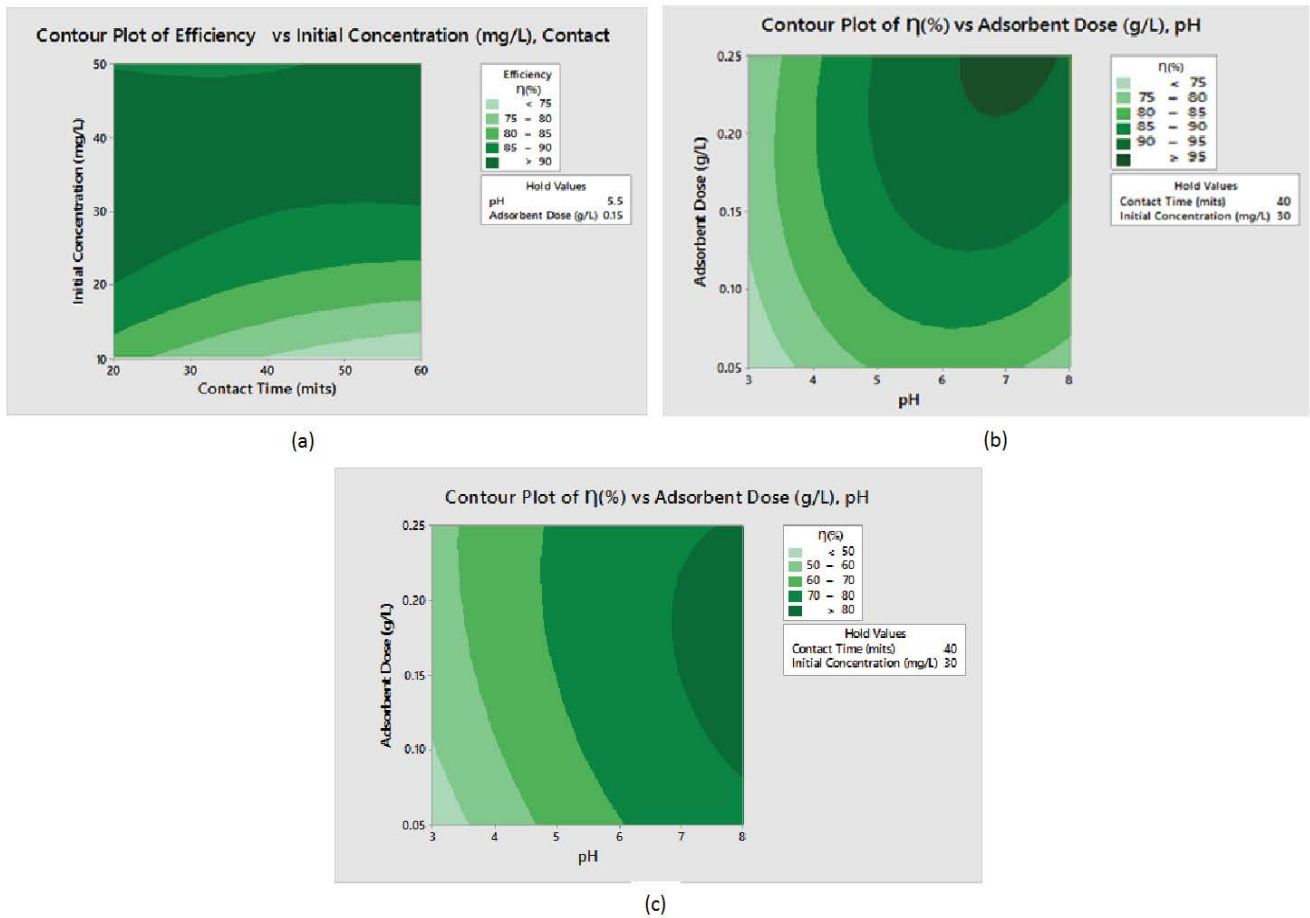 Contour Plot of Efficiency vs Initial Concentration (mg/L), Contact
Initial Concentration (mg/L)
50
40
30
20
10
20 30 40 50 60
Contact Time (mits)
Efficiency
η(%)
< 75
75 – 80
80 – 85
85 – 90
> 90
Hold Values
pH 5.5
Adsorbent Dose (g/L) 0.15
(a)
Contour Plot of η(%) vs Adsorbent Dose (g/L), pH
Adsorbent Dose (g/L)
0.25
0.20
0.15
0.10
0.05
3 4 5 6 7 8
pH
η(%)
< 75
75 – 80
80 – 85
85 – 90
90 – 95
≥ 95
Hold Values
Contact Time (mits) 40
Initial Concentration (mg/L) 30
(b)
Contour Plot of η(%) vs Adsorbent Dose (g/L), pH
Adsorbent Dose (g/L)
0.25
0.20
0.15
0.10
0.05
3 4 5 6 7 8
pH
η(%)
< 50
50 – 60
60 – 70
70 – 80
> 80
Hold Values
Contact Time (mits) 40
Initial Concentration (mg/L) 30
(c)